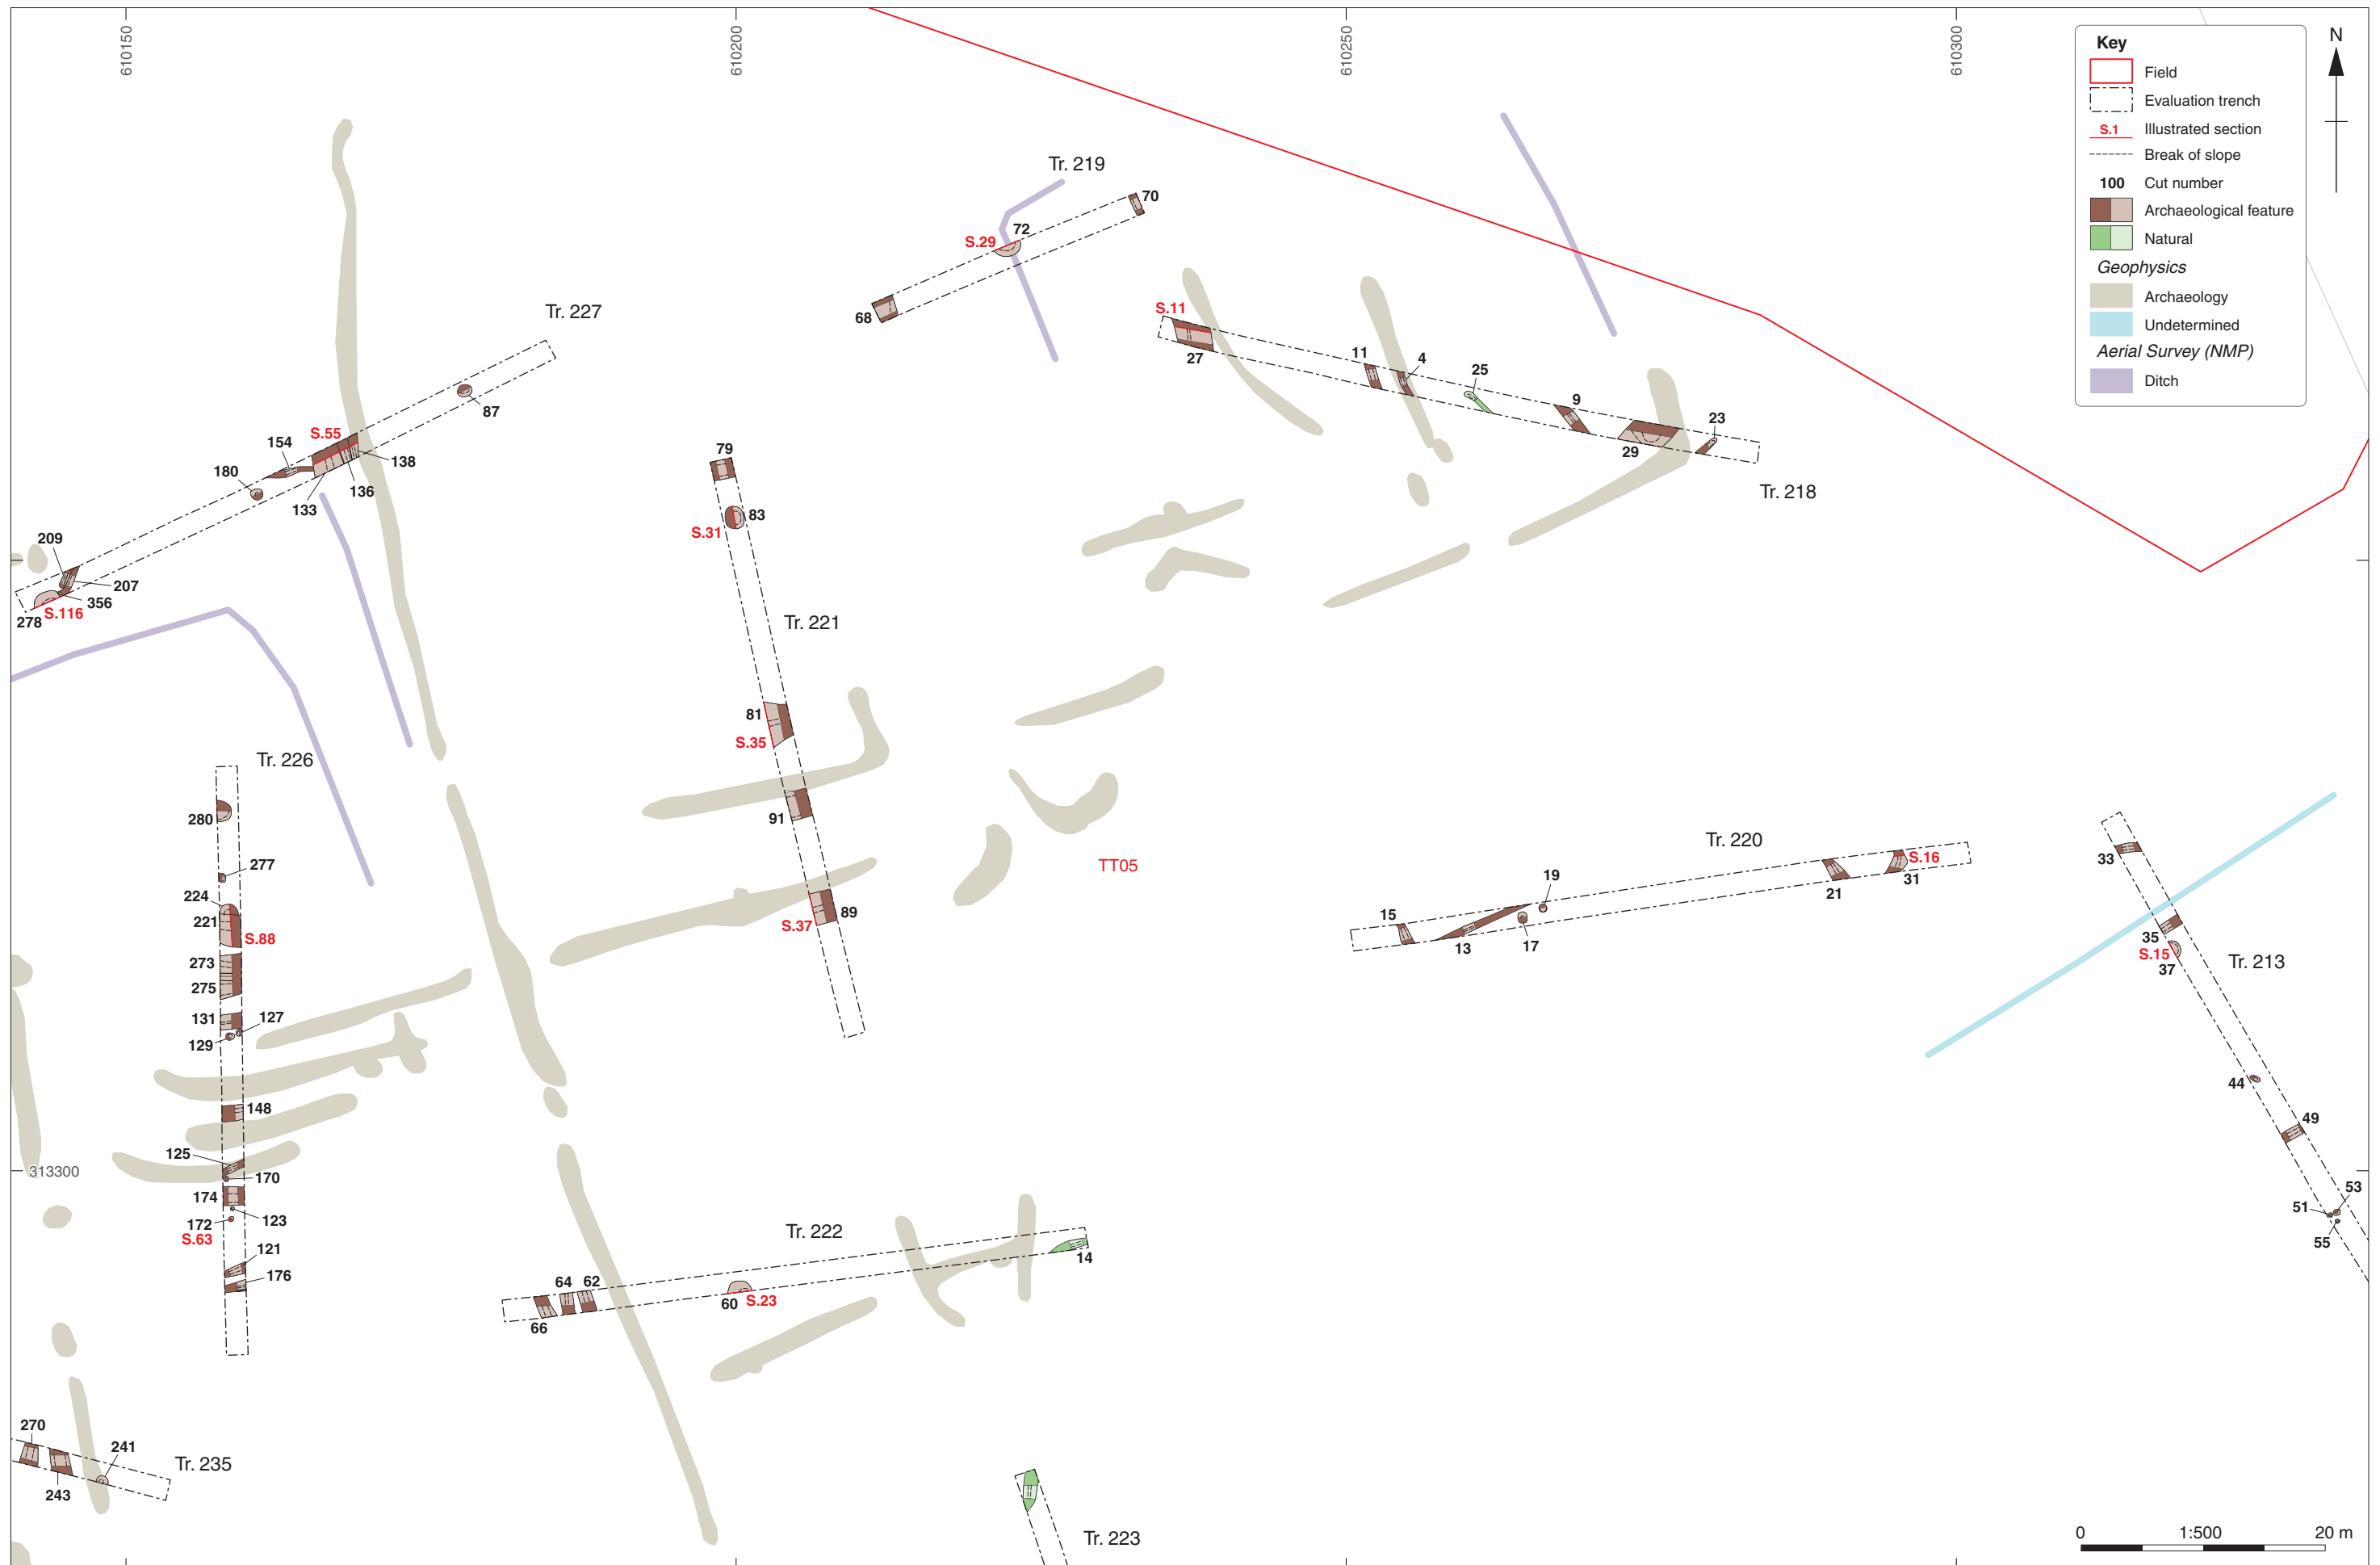 610150
610200
610250
610300
Key
Field
Evaluation trench
S.1 Illustrated section
Break of slope
100 Cut number
Archaeological feature
Natural
Geophysics
Archaeology
Undetermined
Aerial Survey (NMP)
Ditch
N
Tr. 219
70
72
S.29
68
Tr. 227
87
S.55
154
138
180
136
133
209
207
356
S.116
278
S.11
27
11
4
25
9
23
29
Tr. 218
79
83
S.31
Tr. 221
81
S.35
91
89
S.37
TT05
Tr. 226
280
277
224
221
S.88
273
275
131
127
129
148
125
170
174
123
172
S.63
121
176
313300
Tr. 220
S.16
19
15
21
31
13
17
33
35
S.15
37
Tr. 213
44
49
53
51
55
Tr. 222
64
62
66
60
S.23
14
270
241
243
Tr. 235
Tr. 223
0 1:500 20 m